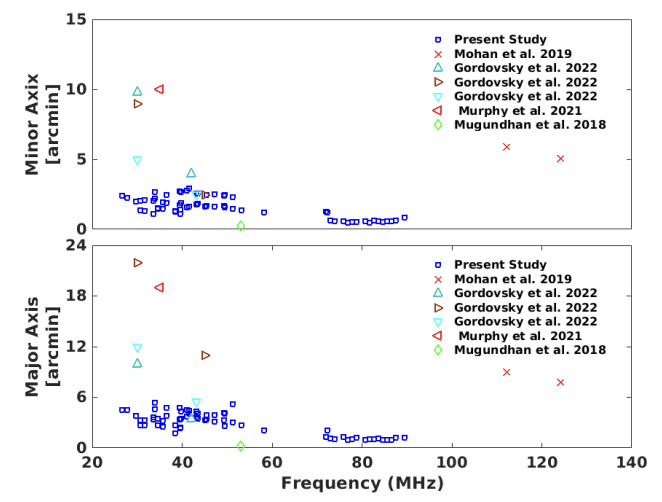 15
10
5
0
Minor Axix
[arcmin]
Present Study
Mohan et al. 2019
Gordovsky et al. 2022
Gordovsky et al. 2022
Gordovsky et al. 2022
Murphy et al. 2021
Mugundhan et al. 2018
24
18
12
6
0
Major Axis
[arcmin]
Present Study
Mohan et al. 2019
Gordovsky et al. 2022
Gordovsky et al. 2022
Gordovsky et al. 2022
Murphy et al. 2021
Mugundhan et al. 2018
20 40 60 80 100 120 140
Frequency (MHz)